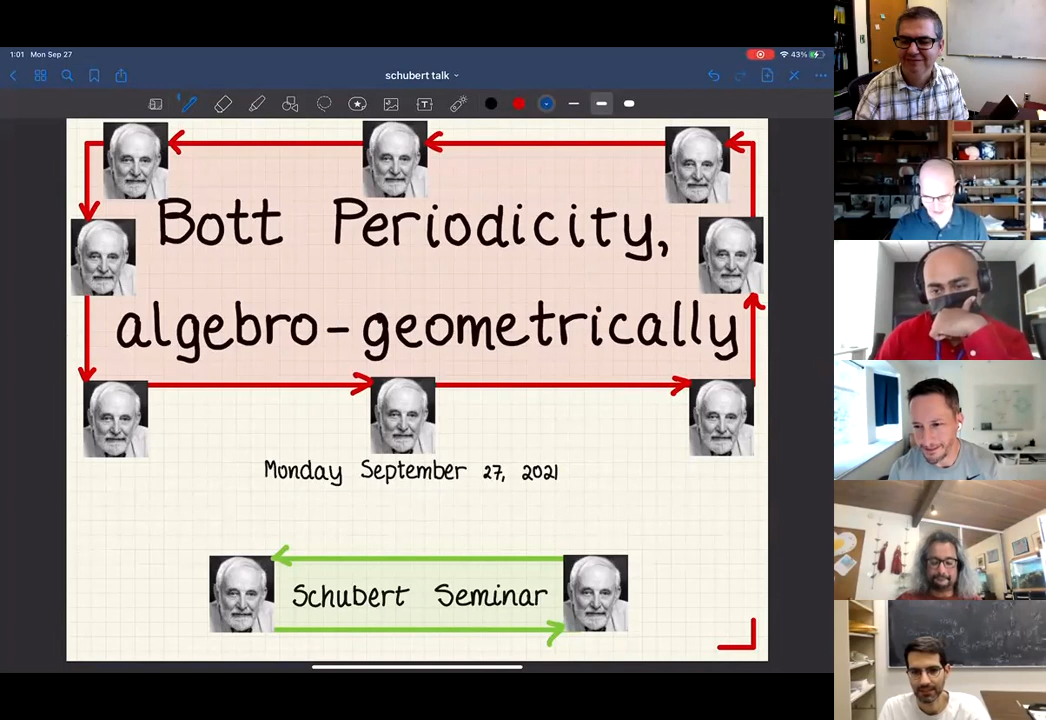 1:01 Mon Sep 27
43%
schubert talk
Bott Periodicity,
algebro-geometrically
Monday September 27, 2021
Schubert Seminar